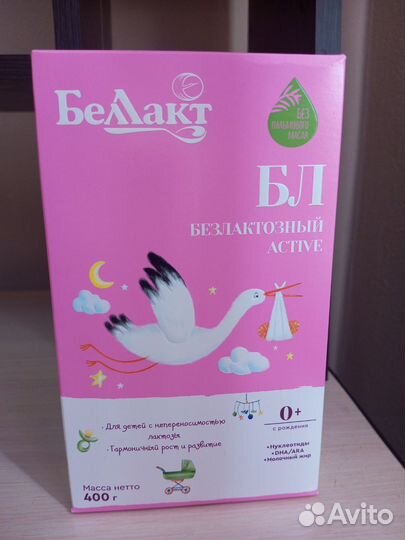 Беллакт
БЕЗ
ПАЛЬМОВОГО
МАСЛА
БЛ
БЕЗЛАКТОЗНЫЙ
ACTIVE
0+
с рождения
• Для детей с непереносимостью
лактозы
• Гармоничный рост и развитие
•Нуклеотиды
•DHA/ARA
•Молочный жир
Масса нетто
400 г
Avito